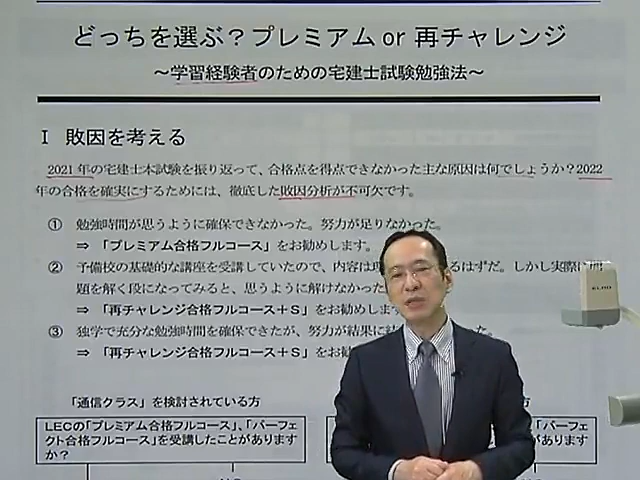 どっちを選ぶ？プレミアム or 再チャレンジ
～学習経験者のための宅建士試験勉強法～
Ⅰ 敗因を考える
2021 年の宅建士本試験を振り返って、合格点を得点できなかった主な原因は何でしょうか？2022
年の合格を確実にするためには、徹底した敗因分析が不可欠です。
① 勉強時間が思うように確保できなかった。努力が足りなかった。
⇒ 「プレミアム合格フルコース」をお勧めします。
② 予備校の基礎的な講座を受講していたので、内容は理 るはずだ。しかし実際に問
題を解く段になってみると、思うように解けなかった
⇒ 「再チャレンジ合格フルコース＋S」をお勧めしま
③ 独学で充分な勉強時間を確保できたが、努力が結果に た。
⇒ 「再チャレンジ合格フルコース＋S」をお勧
「通信クラス」を検討されている方 方
LECの「プレミアム合格フルコース」、「パーフェ
クト合格フルコース」を受講したことがあります
か？
「パーフェ
あります
ELMO